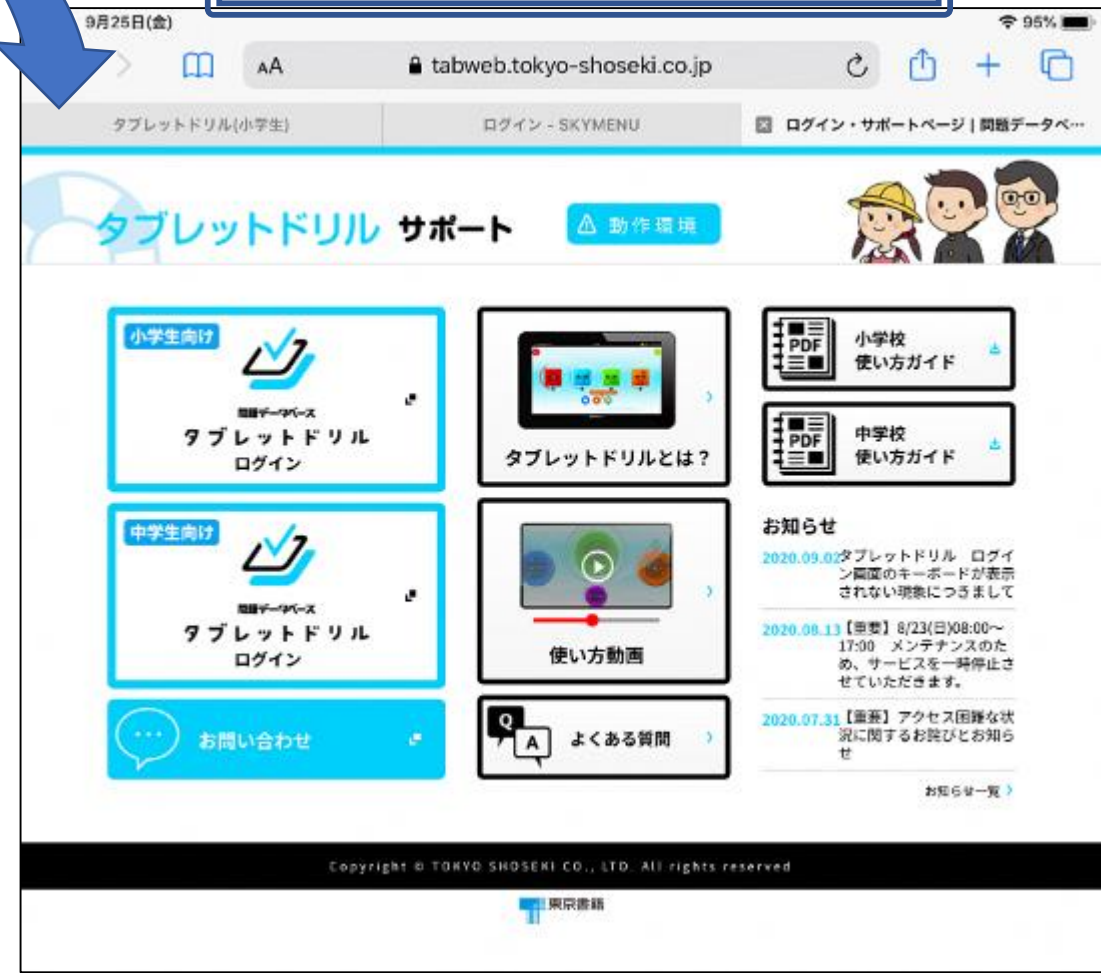 9月25日(金)
95%
AA
tabweb.tokyo-shoseki.co.jp
タブレットドリル(小学生)
ログイン - SKYMENU
ログイン・サポートページ | 問題データベ…
タブレットドリル サポート
動作環境
小学生向け
問題データベース
タブレットドリル
ログイン
中学生向け
問題データベース
タブレットドリル
ログイン
お問い合わせ
タブレットドリルとは?
使い方動画
Q
A
よくある質問
PDF
小学校
使い方ガイド
PDF
中学校
使い方ガイド
お知らせ
2020.09.02タブレットドリル ログイ
ン画面のキーボードが表示
されない現象につきまして
2020.08.13【重要】8/23(日)08:00~
17:00 メンテナンスのた
め、サービスを一時停止さ
せていただきます。
2020.07.31【重要】アクセス困難な状
況に関するお詫びとお知ら
せ
お知らせ一覧
Copyright © TOKYO SHOSEKI CO., LTD. All rights reserved
東京書籍